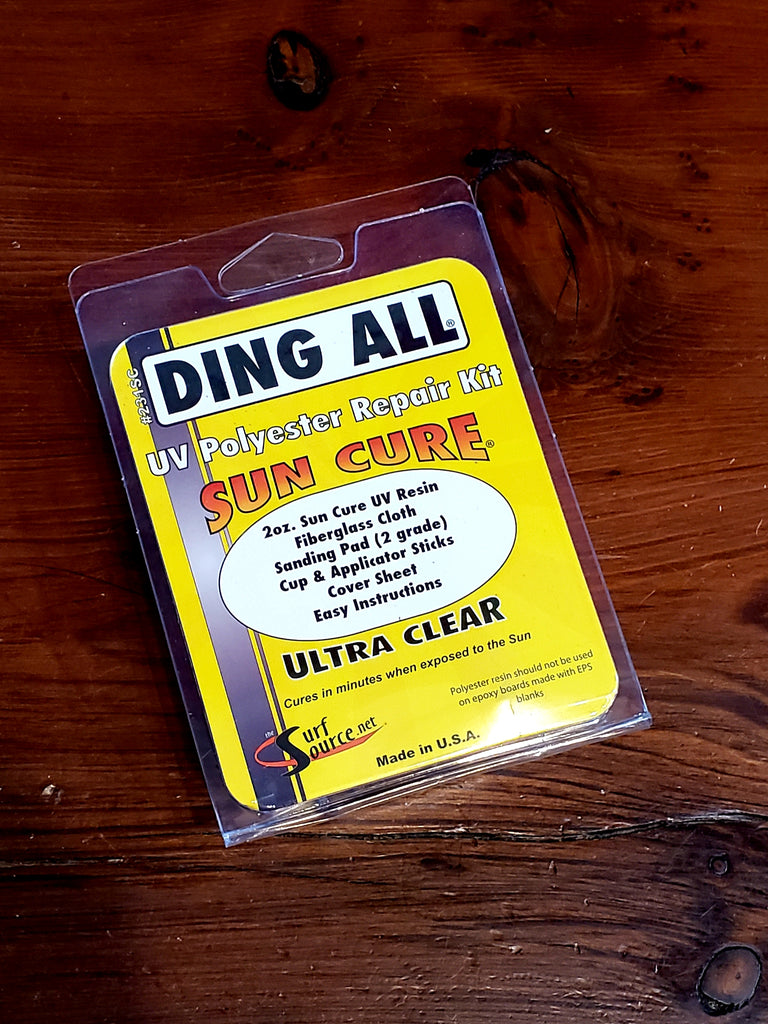 DING ALL®
#231SC
UV Polyester Repair Kit
SUN CURE®
2oz. Sun Cure UV Resin
Fiberglass Cloth
Sanding Pad (2 grade)
Cup & Applicator Sticks
Cover Sheet
Easy Instructions
ULTRA CLEAR
Cures in minutes when exposed to the Sun
Polyester resin should not be used
on epoxy boards made with EPS
blanks
the Surf
Source.net
Made in U.S.A.